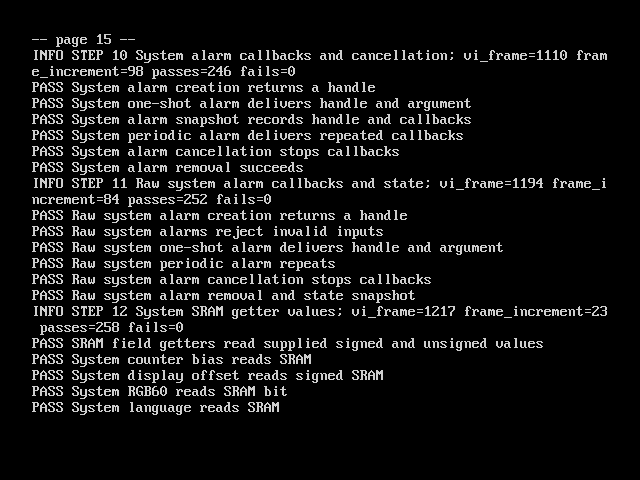 -- page 15 --
INFO STEP 10 System alarm callbacks and cancellation; vi_frame=1110 fram
e_increment=98 passes=246 fails=0
PASS System alarm creation returns a handle
PASS System one-shot alarm delivers handle and argument
PASS System alarm snapshot records handle and callbacks
PASS System periodic alarm delivers repeated callbacks
PASS System alarm cancellation stops callbacks
PASS System alarm removal succeeds
INFO STEP 11 Raw system alarm callbacks and state; vi_frame=1194 frame_i
ncrement=84 passes=252 fails=0
PASS Raw system alarm creation returns a handle
PASS Raw system alarms reject invalid inputs
PASS Raw system one-shot alarm delivers handle and argument
PASS Raw system periodic alarm repeats
PASS Raw system alarm cancellation stops callbacks
PASS Raw system alarm removal and state snapshot
INFO STEP 12 System SRAM getter values; vi_frame=1217 frame_increment=23
 passes=258 fails=0
PASS SRAM field getters read supplied signed and unsigned values
PASS System counter bias reads SRAM
PASS System display offset reads signed SRAM
PASS System RGB60 reads SRAM bit
PASS System language reads SRAM